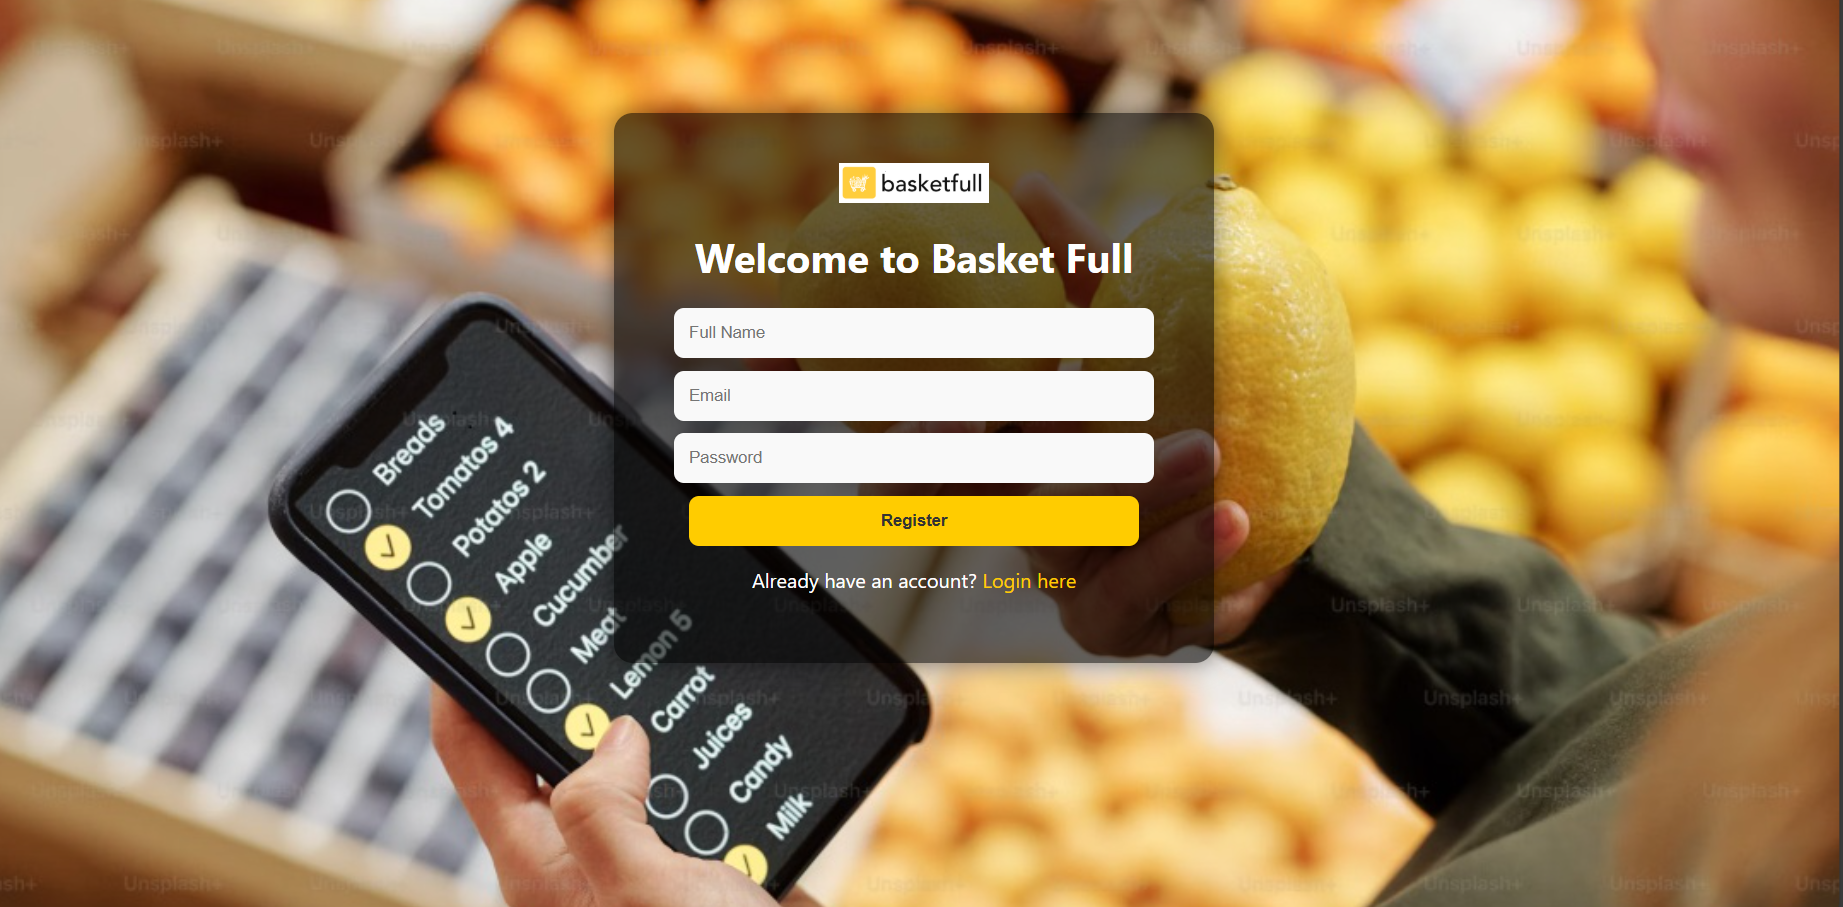 basketfull
Welcome to Basket Full
Full Name
Email
Password
Register
Already have an account? Login here
Breads
Tomatos 4
Potatos 2
Apple
Cucumber
Meat
Lemon 5
Carrot
Juices
Candy
Milk
Unsplash+